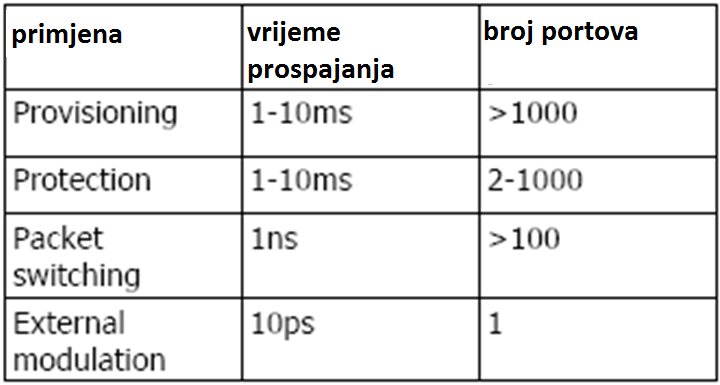 primjena
vrijeme
prospajanja
broj portova
Provisioning
1-10ms
>1000
Protection
1-10ms
2-1000
Packet
switching
1ns
>100
External
modulation
10ps
1